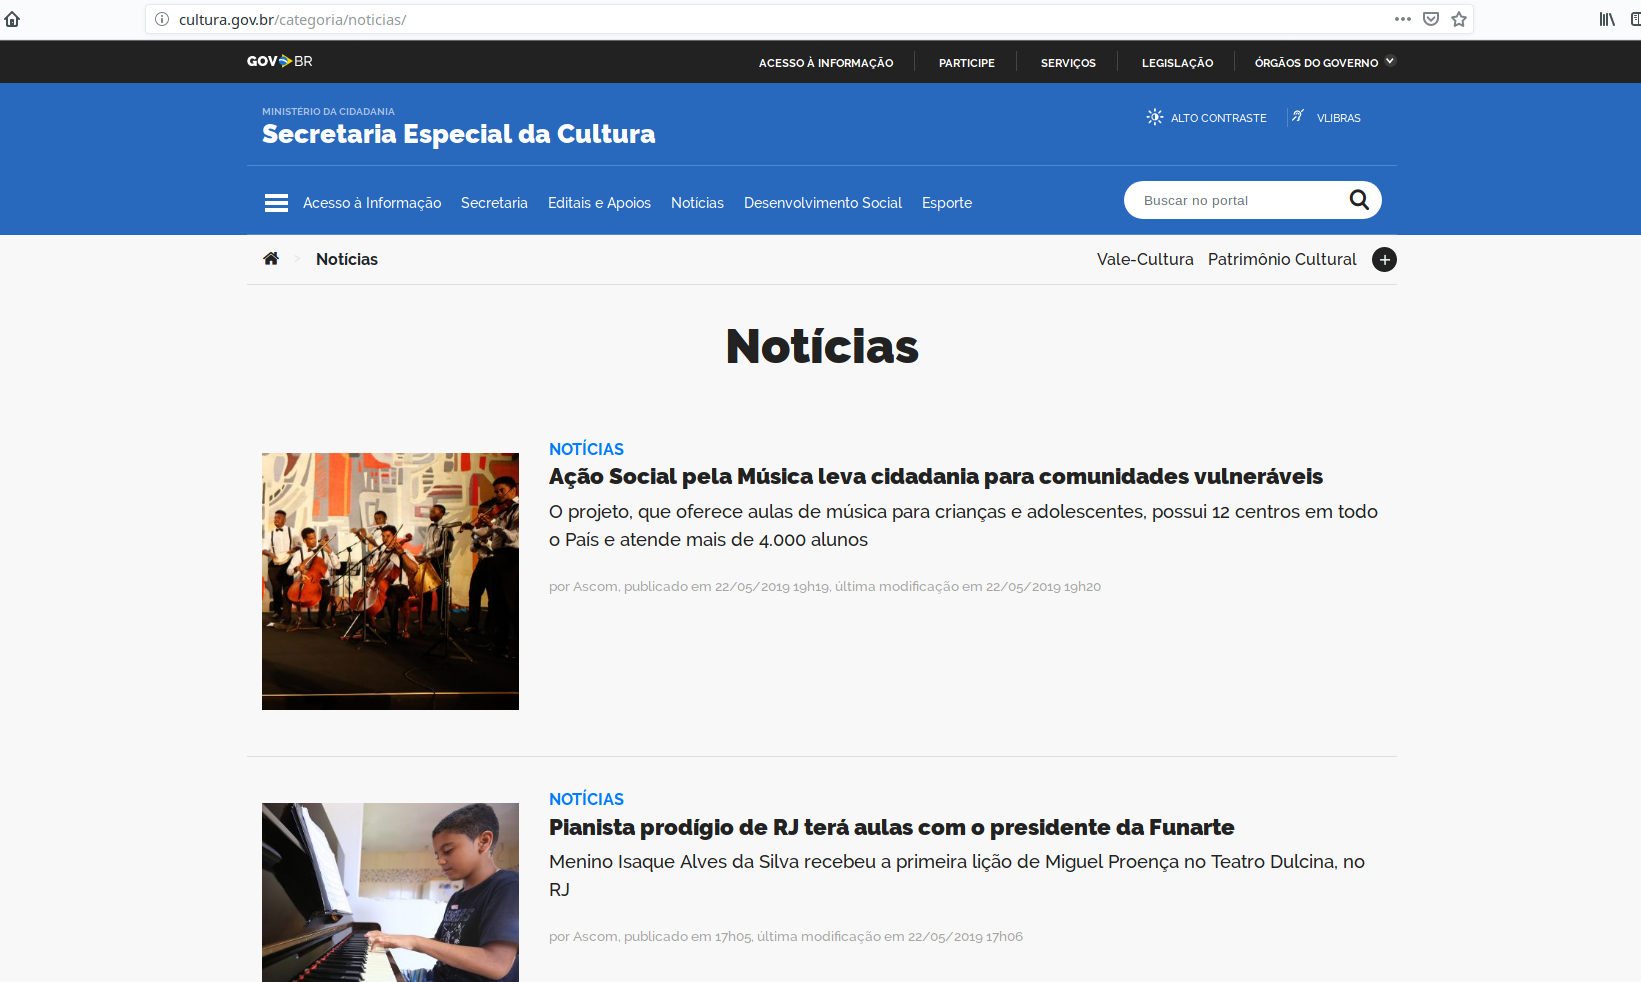 cultura.gov.br/categoria/noticias/
GOV BR
ACESSO À INFORMAÇÃO PARTICIPE SERVIÇOS LEGISLAÇÃO ÓRGÃOS DO GOVERNO
MINISTÉRIO DA CIDADANIA
Secretaria Especial da Cultura
ALTO CONTRASTE VLIBRAS
Acesso à Informação Secretaria Editais e Apoios Notícias Desenvolvimento Social Esporte
Buscar no portal
> Notícias
Vale-Cultura Patrimônio Cultural +
Notícias
NOTÍCIAS
Ação Social pela Música leva cidadania para comunidades vulneráveis
O projeto, que oferece aulas de música para crianças e adolescentes, possui 12 centros em todo
o País e atende mais de 4.000 alunos
por Ascom, publicado em 22/05/2019 19h19, última modificação em 22/05/2019 19h20
NOTÍCIAS
Pianista prodígio de RJ terá aulas com o presidente da Funarte
Menino Isaque Alves da Silva recebeu a primeira lição de Miguel Proença no Teatro Dulcina, no
RJ
por Ascom, publicado em 17h05, última modificação em 22/05/2019 17h06